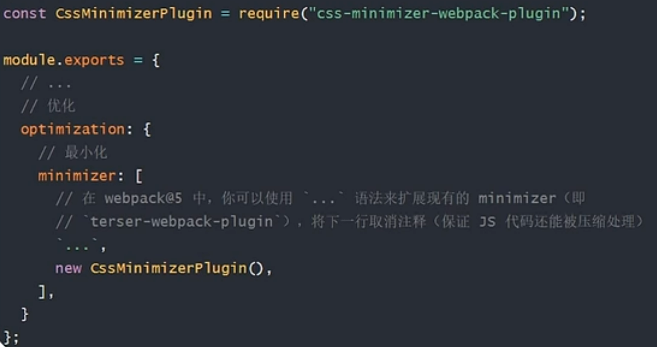 const CssMinimizerPlugin = require("css-minimizer-webpack-plugin");
module.exports = {
// ...
// 优化
optimization: {
// 最小化
minimizer: [
// 在 webpack@5 中，你可以使用 `...` 语法来扩展现有的 minimizer（即
// `terser-webpack-plugin`），将下一行取消注释（保证 JS 代码还能被压缩处理）
`...`,
new CssMinimizerPlugin(),
],
}
};